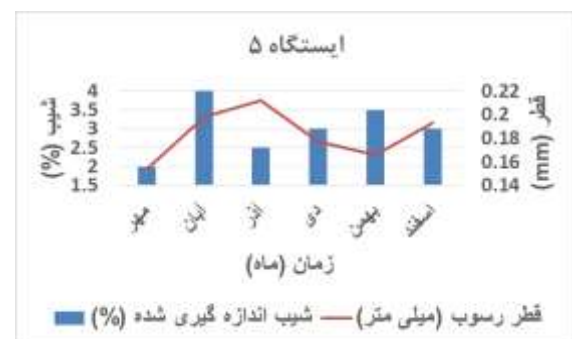 ایستگاه ۵
شیب (%)
4
3.5
3
2.5
2
1.5
0.22
0.2
0.18
0.16
0.14
قطر (mm)
مهر
ابان
آذر
دی
بهمن
اسفند
زمان (ماه)
شیب اندازه گیری شده (%)
قطر رسوب (میلی متر)